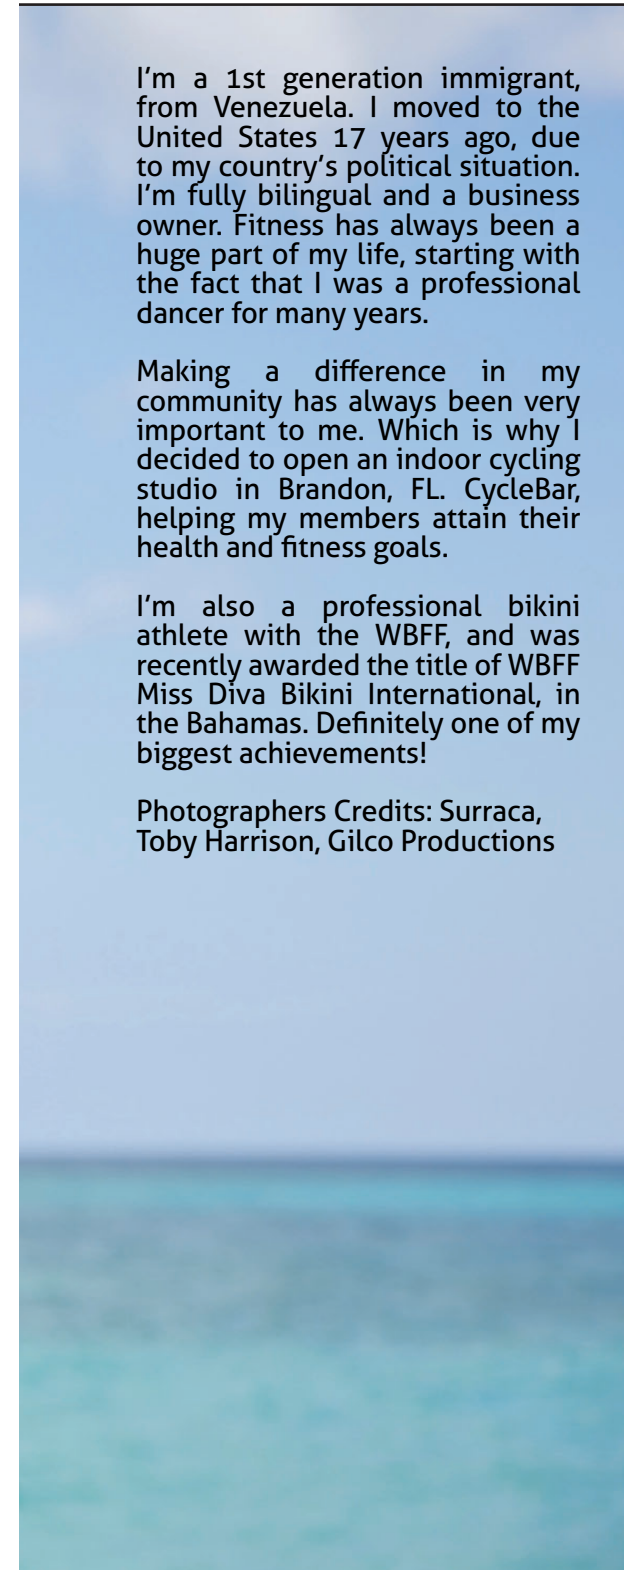 I'm a 1st generation immigrant,
from Venezuela. I moved to the
United States 17 years ago, due
to my country's political situation.
I'm fully bilingual and a business
owner. Fitness has always been a
huge part of my life, starting with
the fact that I was a professional
dancer for many years.
Making a difference in my
community has always been very
important to me. Which is why I
decided to open an indoor cycling
studio in Brandon, FL. CycleBar,
helping my members attain their
health and fitness goals.
I'm also a professional bikini
athlete with the WBFF, and was
recently awarded the title of WBFF
Miss Diva Bikini International, in
the Bahamas. Definitely one of my
biggest achievements!
Photographers Credits: Surraca,
Toby Harrison, Gilco Productions